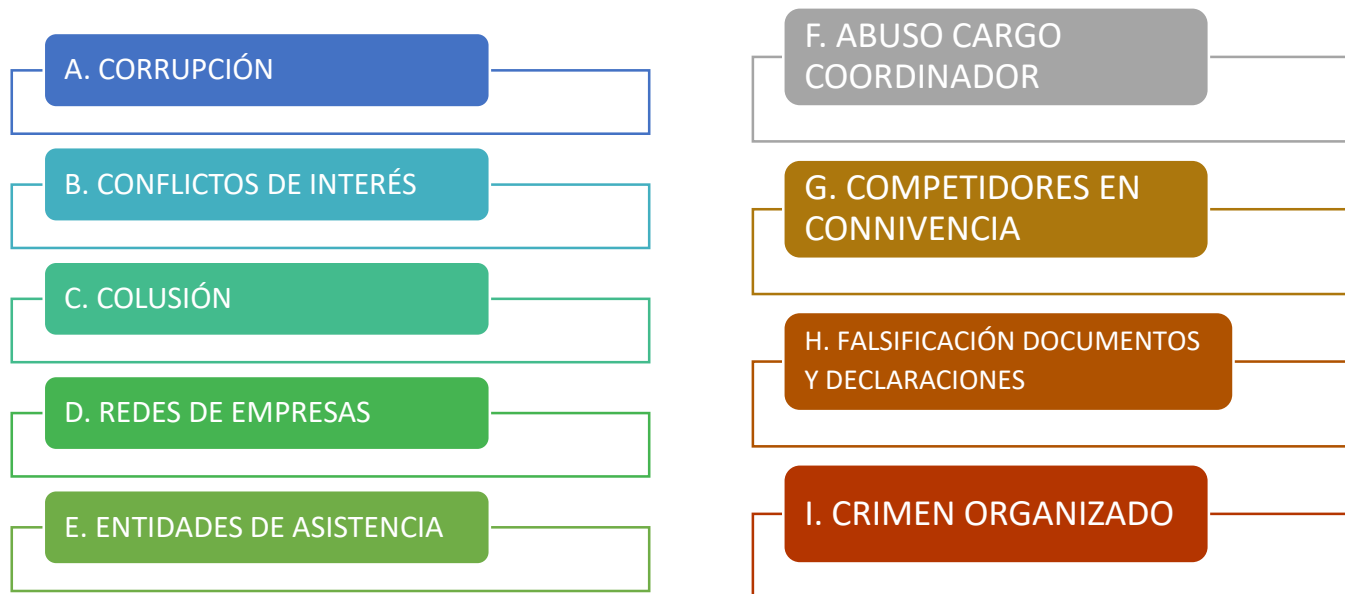 A. CORRUPCIÓN
B. CONFLICTOS DE INTERÉS
C. COLUSIÓN
D. REDES DE EMPRESAS
E. ENTIDADES DE ASISTENCIA
F. ABUSO CARGO
COORDINADOR
G. COMPETIDORES EN
CONNIVENCIA
H. FALSIFICACIÓN DOCUMENTOS
Y DECLARACIONES
I. CRIMEN ORGANIZADO